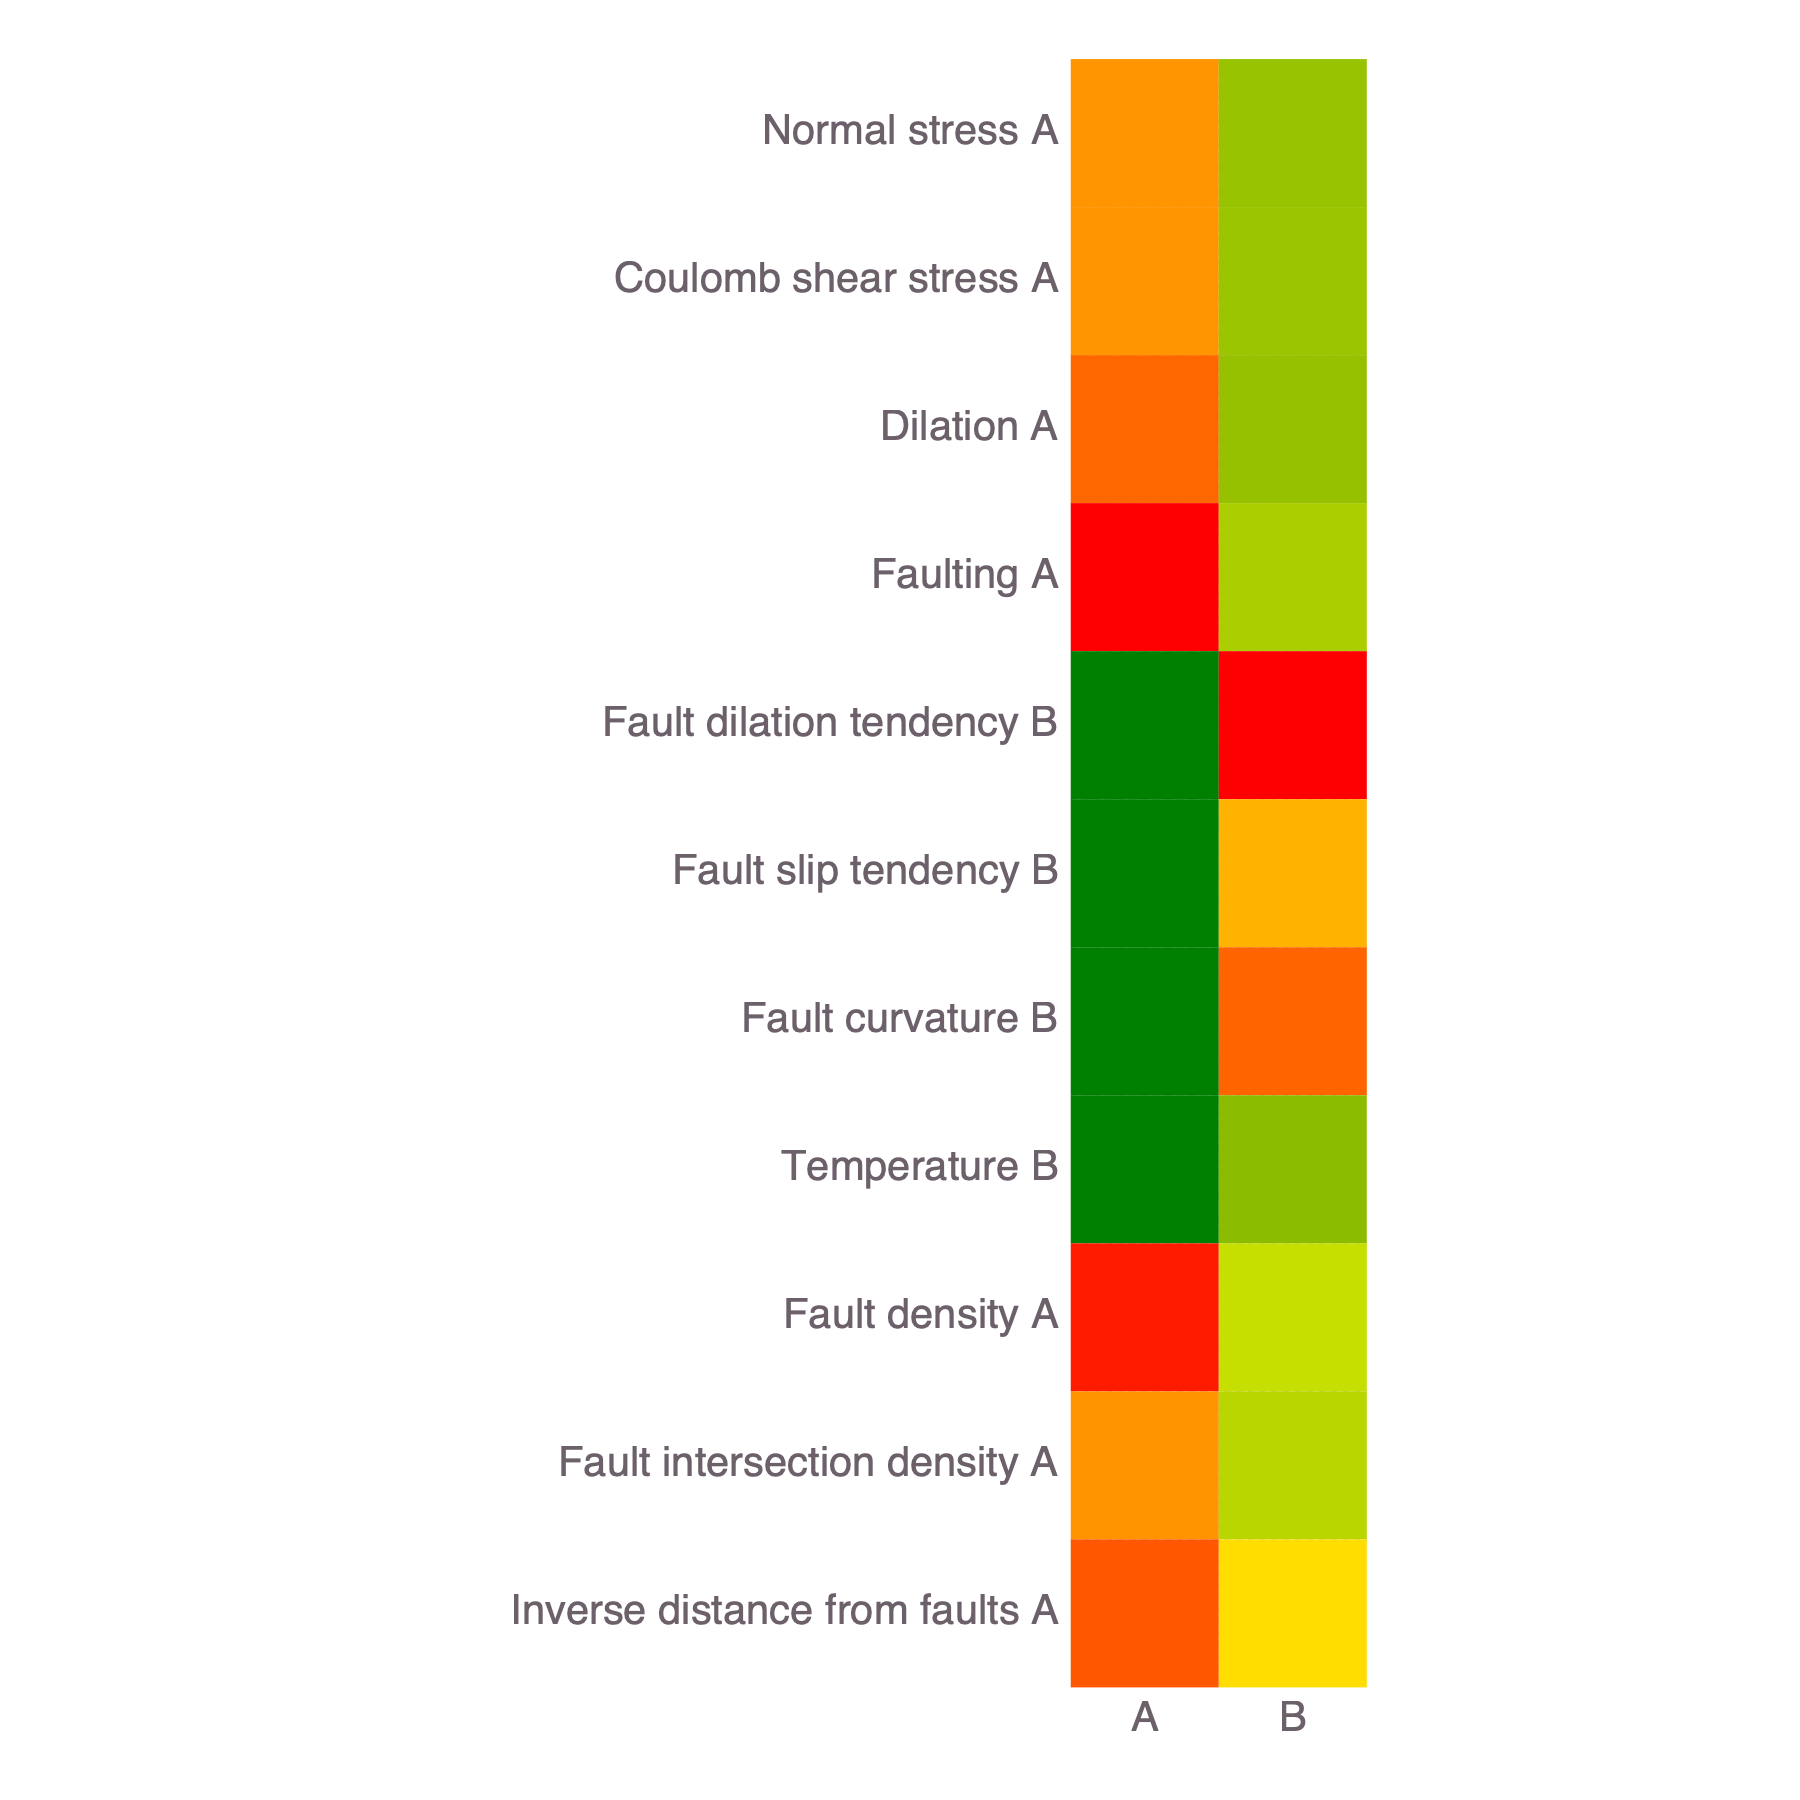 Normal stress A
Coulomb shear stress A
Dilation A
Faulting A
Fault dilation tendency B
Fault slip tendency B
Fault curvature B
Temperature B
Fault density A
Fault intersection density A
Inverse distance from faults A
A B